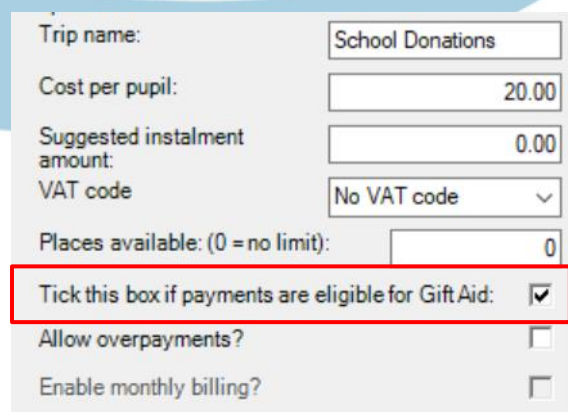 Trip name: School Donations
Cost per pupil: 20.00
Suggested instalment
amount: 0.00
VAT code No VAT code
Places available: (0 = no limit): 0
Tick this box if payments are eligible for Gift Aid:
Allow overpayments?
Enable monthly billing?